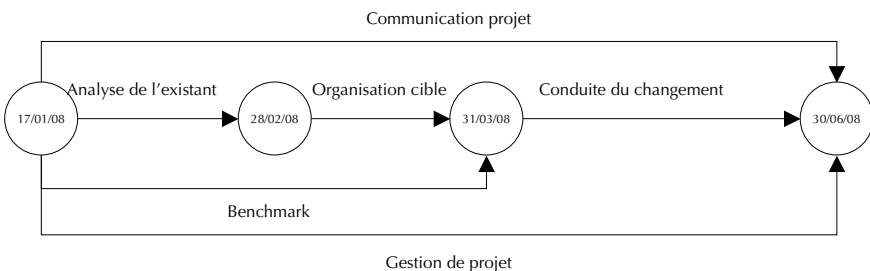 Communication projet
Analyse de l'existant
Organisation cible
Conduite du changement
17/01/08
28/02/08
31/03/08
30/06/08
Benchmark
Gestion de projet